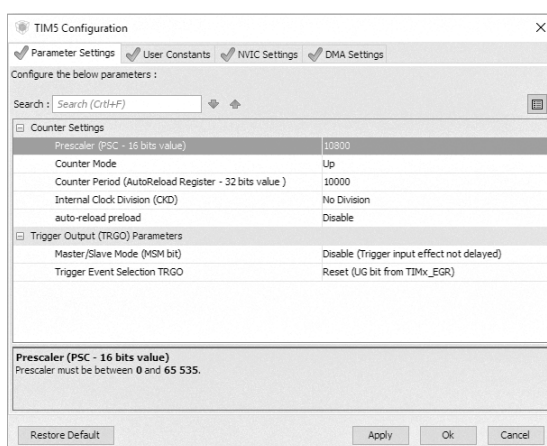 TIM5 Configuration
Parameter Settings User Constants NVIC Settings DMA Settings
Configure the below parameters :
Search : Search (Crtl+F)
Counter Settings
Prescaler (PSC - 16 bits value) 10800
Counter Mode Up
Counter Period (AutoReload Register - 32 bits value ) 10000
Internal Clock Division (CKD) No Division
auto-reload preload Disable
Trigger Output (TRGO) Parameters
Master/Slave Mode (MSM bit) Disable (Trigger input effect not delayed)
Trigger Event Selection TRGO Reset (UG bit from TIMx_EGR)
Prescaler (PSC - 16 bits value)
Prescaler must be between 0 and 65 535.
Restore Default Apply Ok Cancel